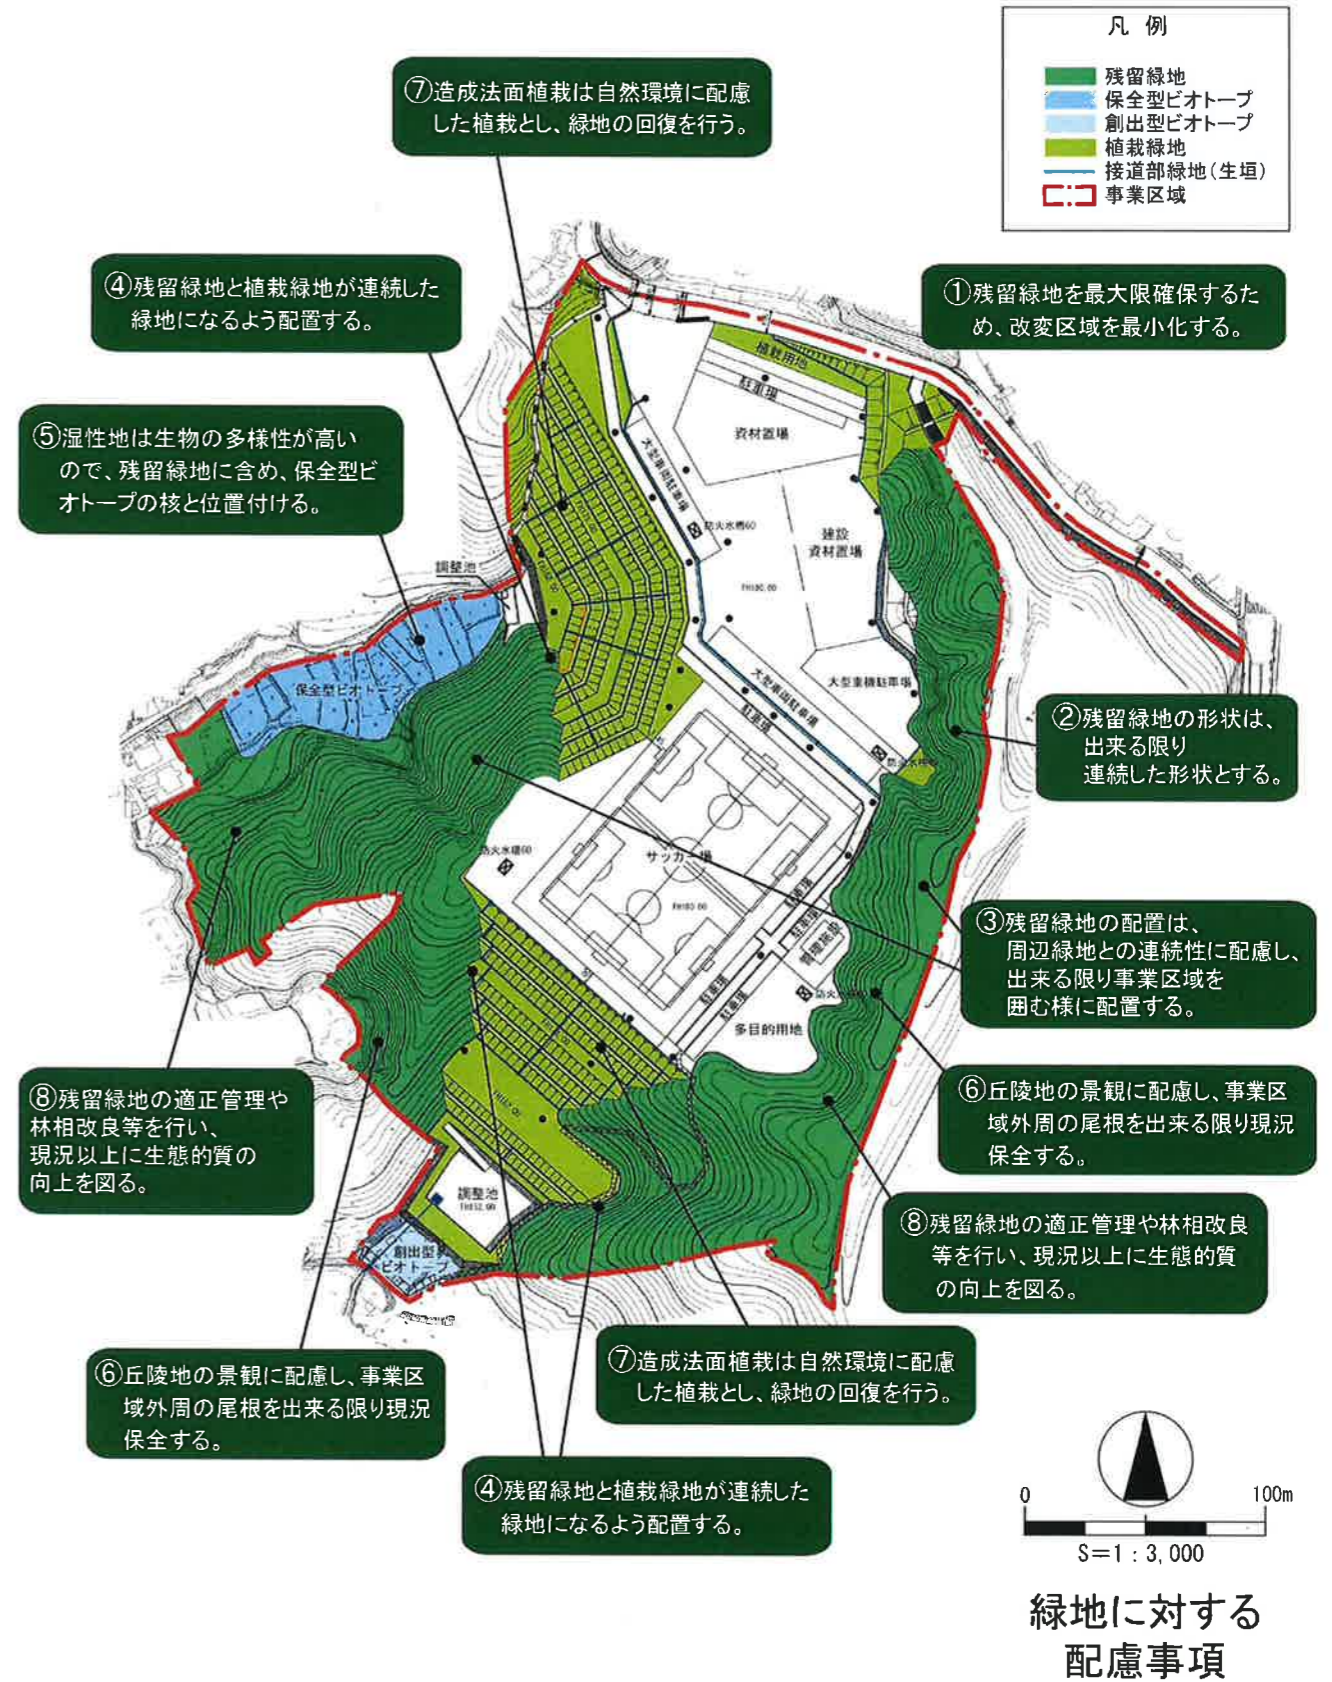 凡 例
残留緑地
保全型ビオトープ
創出型ビオトープ
植栽緑地
接道部緑地(生垣)
事業区域
⑦造成法面植栽は自然環境に配慮
した植栽とし、緑地の回復を行う。
④残留緑地と植栽緑地が連続した
緑地になるよう配置する。
①残留緑地を最大限確保するた
め、改変区域を最小化する。
⑤湿性地は生物の多様性が高い
ので、残留緑地に含め、保全型ビ
オトープの核と位置付ける。
植栽用地
駐車場
資材置場
大型車両駐車場
防火水槽60
建設
資材置場
FH180.00
調整池
保全型ビオトープ
大型車両駐車場
駐車場
大型重機駐車場
②残留緑地の形状は、
出来る限り
連続した形状とする。
防火水槽60
サッカー場
FH180.00
駐車場
駐車場
管理施設
駐車場
駐車場
多目的用地
③残留緑地の配置は、
周辺緑地との連続性に配慮し、
出来る限り事業区域を
囲む様に配置する。
⑧残留緑地の適正管理や
林相改良等を行い、
現況以上に生態的質の
向上を図る。
⑥丘陵地の景観に配慮し、事業区
域外周の尾根を出来る限り現況
保全する。
調整池
FH152.00
創出型
ビオトープ
⑧残留緑地の適正管理や林相改良
等を行い、現況以上に生態的質
の向上を図る。
⑥丘陵地の景観に配慮し、事業区
域外周の尾根を出来る限り現況
保全する。
⑦造成法面植栽は自然環境に配慮
した植栽とし、緑地の回復を行う。
④残留緑地と植栽緑地が連続した
緑地になるよう配置する。
0 100m
S=1:3,000
緑地に対する
配慮事項